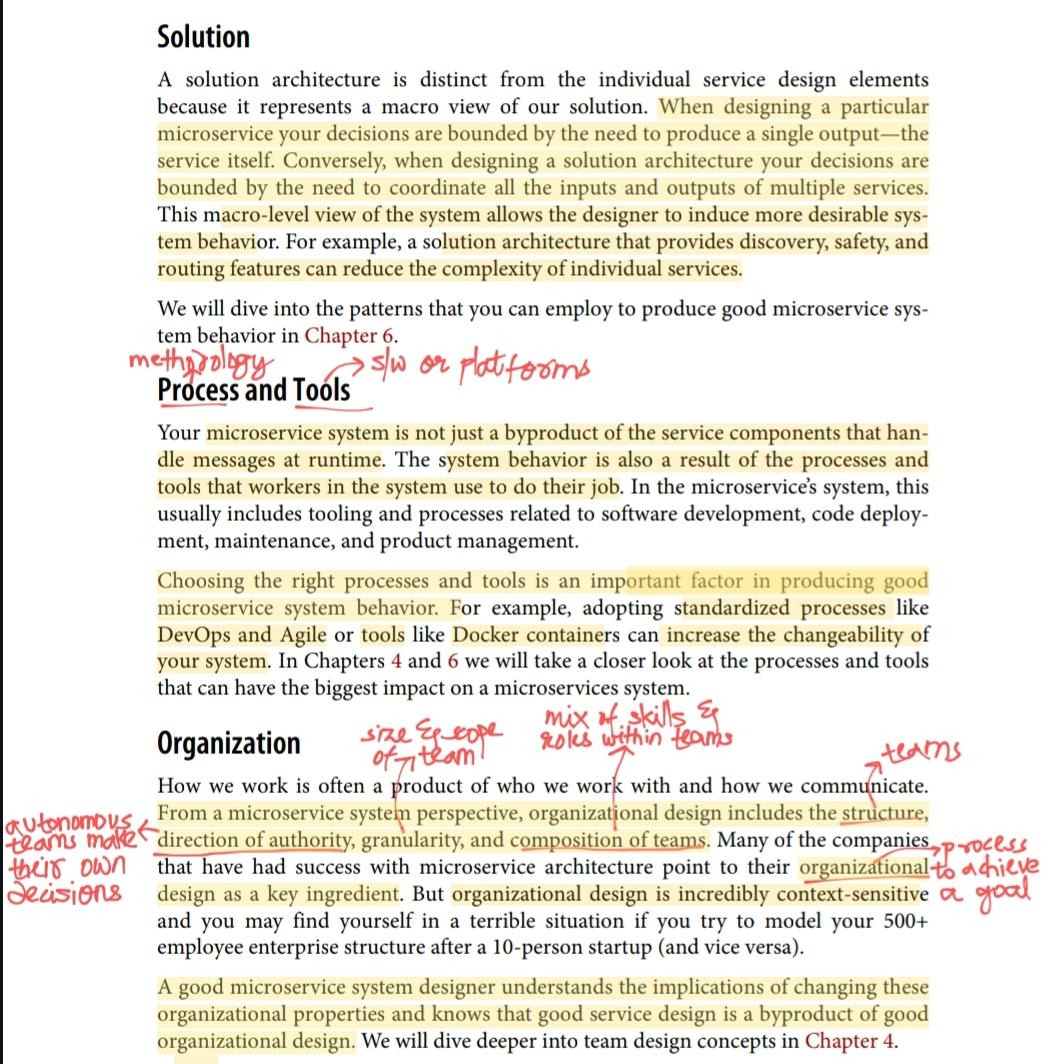 Solution
A solution architecture is distinct from the individual service design elements
because it represents a macro view of our solution. When designing a particular
microservice your decisions are bounded by the need to produce a single output—the
service itself. Conversely, when designing a solution architecture your decisions are
bounded by the need to coordinate all the inputs and outputs of multiple services.
This macro-level view of the system allows the designer to induce more desirable sys-
tem behavior. For example, a solution architecture that provides discovery, safety, and
routing features can reduce the complexity of individual services.
We will dive into the patterns that you can employ to produce good microservice sys-
tem behavior in Chapter 6.
s/w or platforms
Process and Tools
Your microservice system is not just a byproduct of the service components that han-
dle messages at runtime. The system behavior is also a result of the processes and
tools that workers in the system use to do their job. In the microservice's system, this
usually includes tooling and processes related to software development, code deploy-
ment, maintenance, and product management.
Choosing the right processes and tools is an important factor in producing good
microservice system behavior. For example, adopting standardized processes like
DevOps and Agile or tools like Docker containers can increase the changeability of
your system. In Chapters 4 and 6 we will take a closer look at the processes and tools
that can have the biggest impact on a microservices system.
mix of skills &
roles within teams
size & scope
of team
teams
Organization
How we work is often a product of who we work with and how we communicate.
From a microservice system perspective, organizational design includes the structure,
direction of authority, granularity, and composition of teams. Many of the companies
that have had success with microservice architecture point to their organizational
design as a key ingredient. But organizational design is incredibly context-sensitive
and you may find yourself in a terrible situation if you try to model your 500+
employee enterprise structure after a 10-person startup (and vice versa).
autonomous
teams make
their own
decisions
process
to achieve
a goal
A good microservice system designer understands the implications of changing these
organizational properties and knows that good service design is a byproduct of good
organizational design. We will dive deeper into team design concepts in Chapter 4.